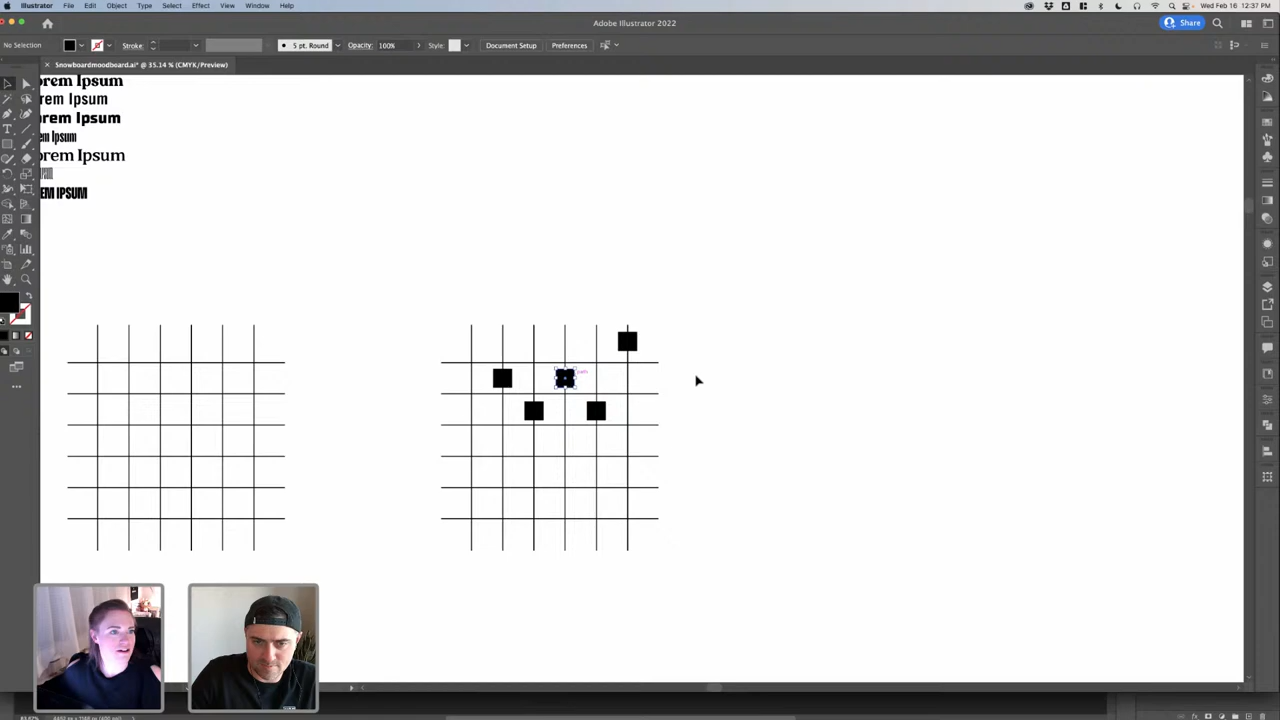 Illustrator File Edit Object Type Select Effect View Window Help
Wed Feb 16 12:37 PM
Adobe Illustrator 2022
Share
No Selection Stroke: 5 pt. Round Opacity: 100% Style: Document Setup Preferences
× Snowboardmoodboard.ai* @ 35.14 % (CMYK/Preview)
orem Ipsum
rem Ipsum
orem Ipsum
em Ipsum
orem Ipsum
EM IPSUM